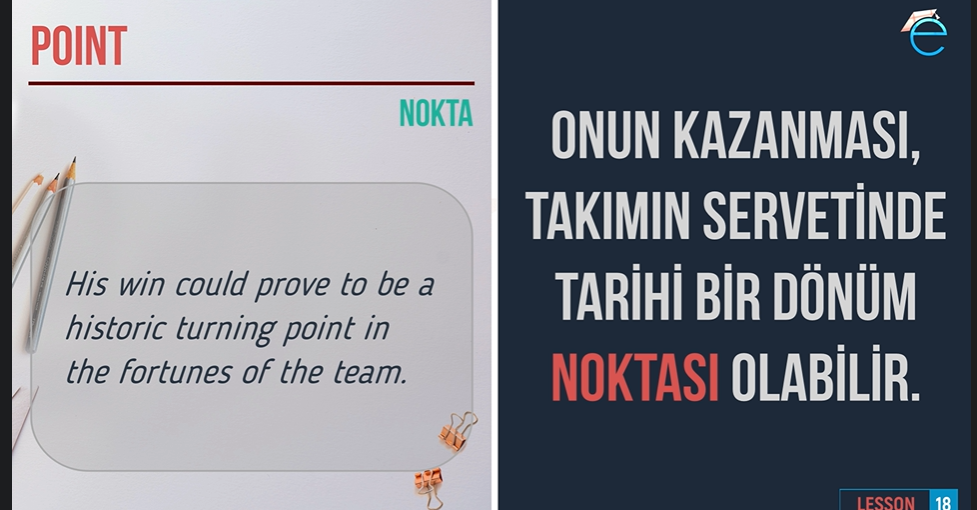 POINT
NOKTA
His win could prove to be a
historic turning point in
the fortunes of the team.
e
ONUN KAZANMASI,
TAKIMIN SERVETİNDE
TARİHİ BİR DÖNÜM
NOKTASI OLABİLİR.
LESSON 18